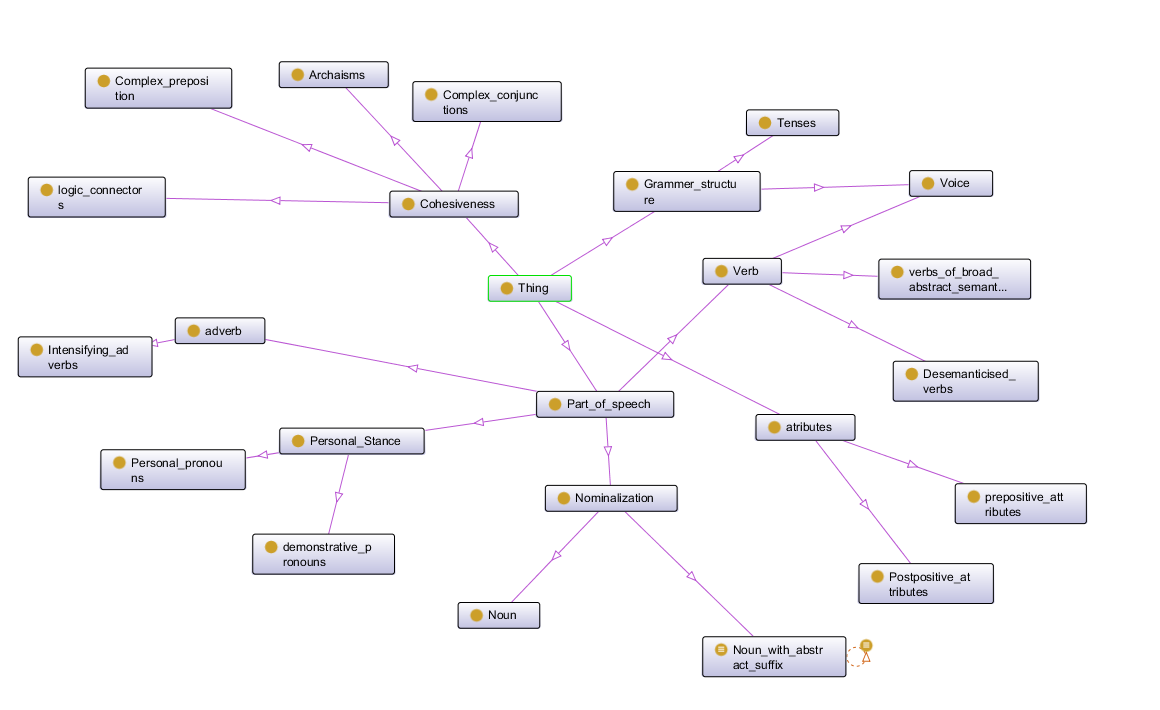 Complex_preposi
tion
Archaisms
Complex_conjunc
tions
Tenses
logic_connector
s
Cohesiveness
Grammer_structu
re
Voice
Thing
Verb
verbs_of_broad_
abstract_semant...
adverb
Intensifying_ad
verbs
Desemanticised_
verbs
Part_of_speech
atributes
Personal_Stance
Personal_pronou
ns
Nominalization
prepositive_att
ributes
demonstrative_p
ronouns
Postpositive_at
tributes
Noun
Noun_with_abstr
act_suffix